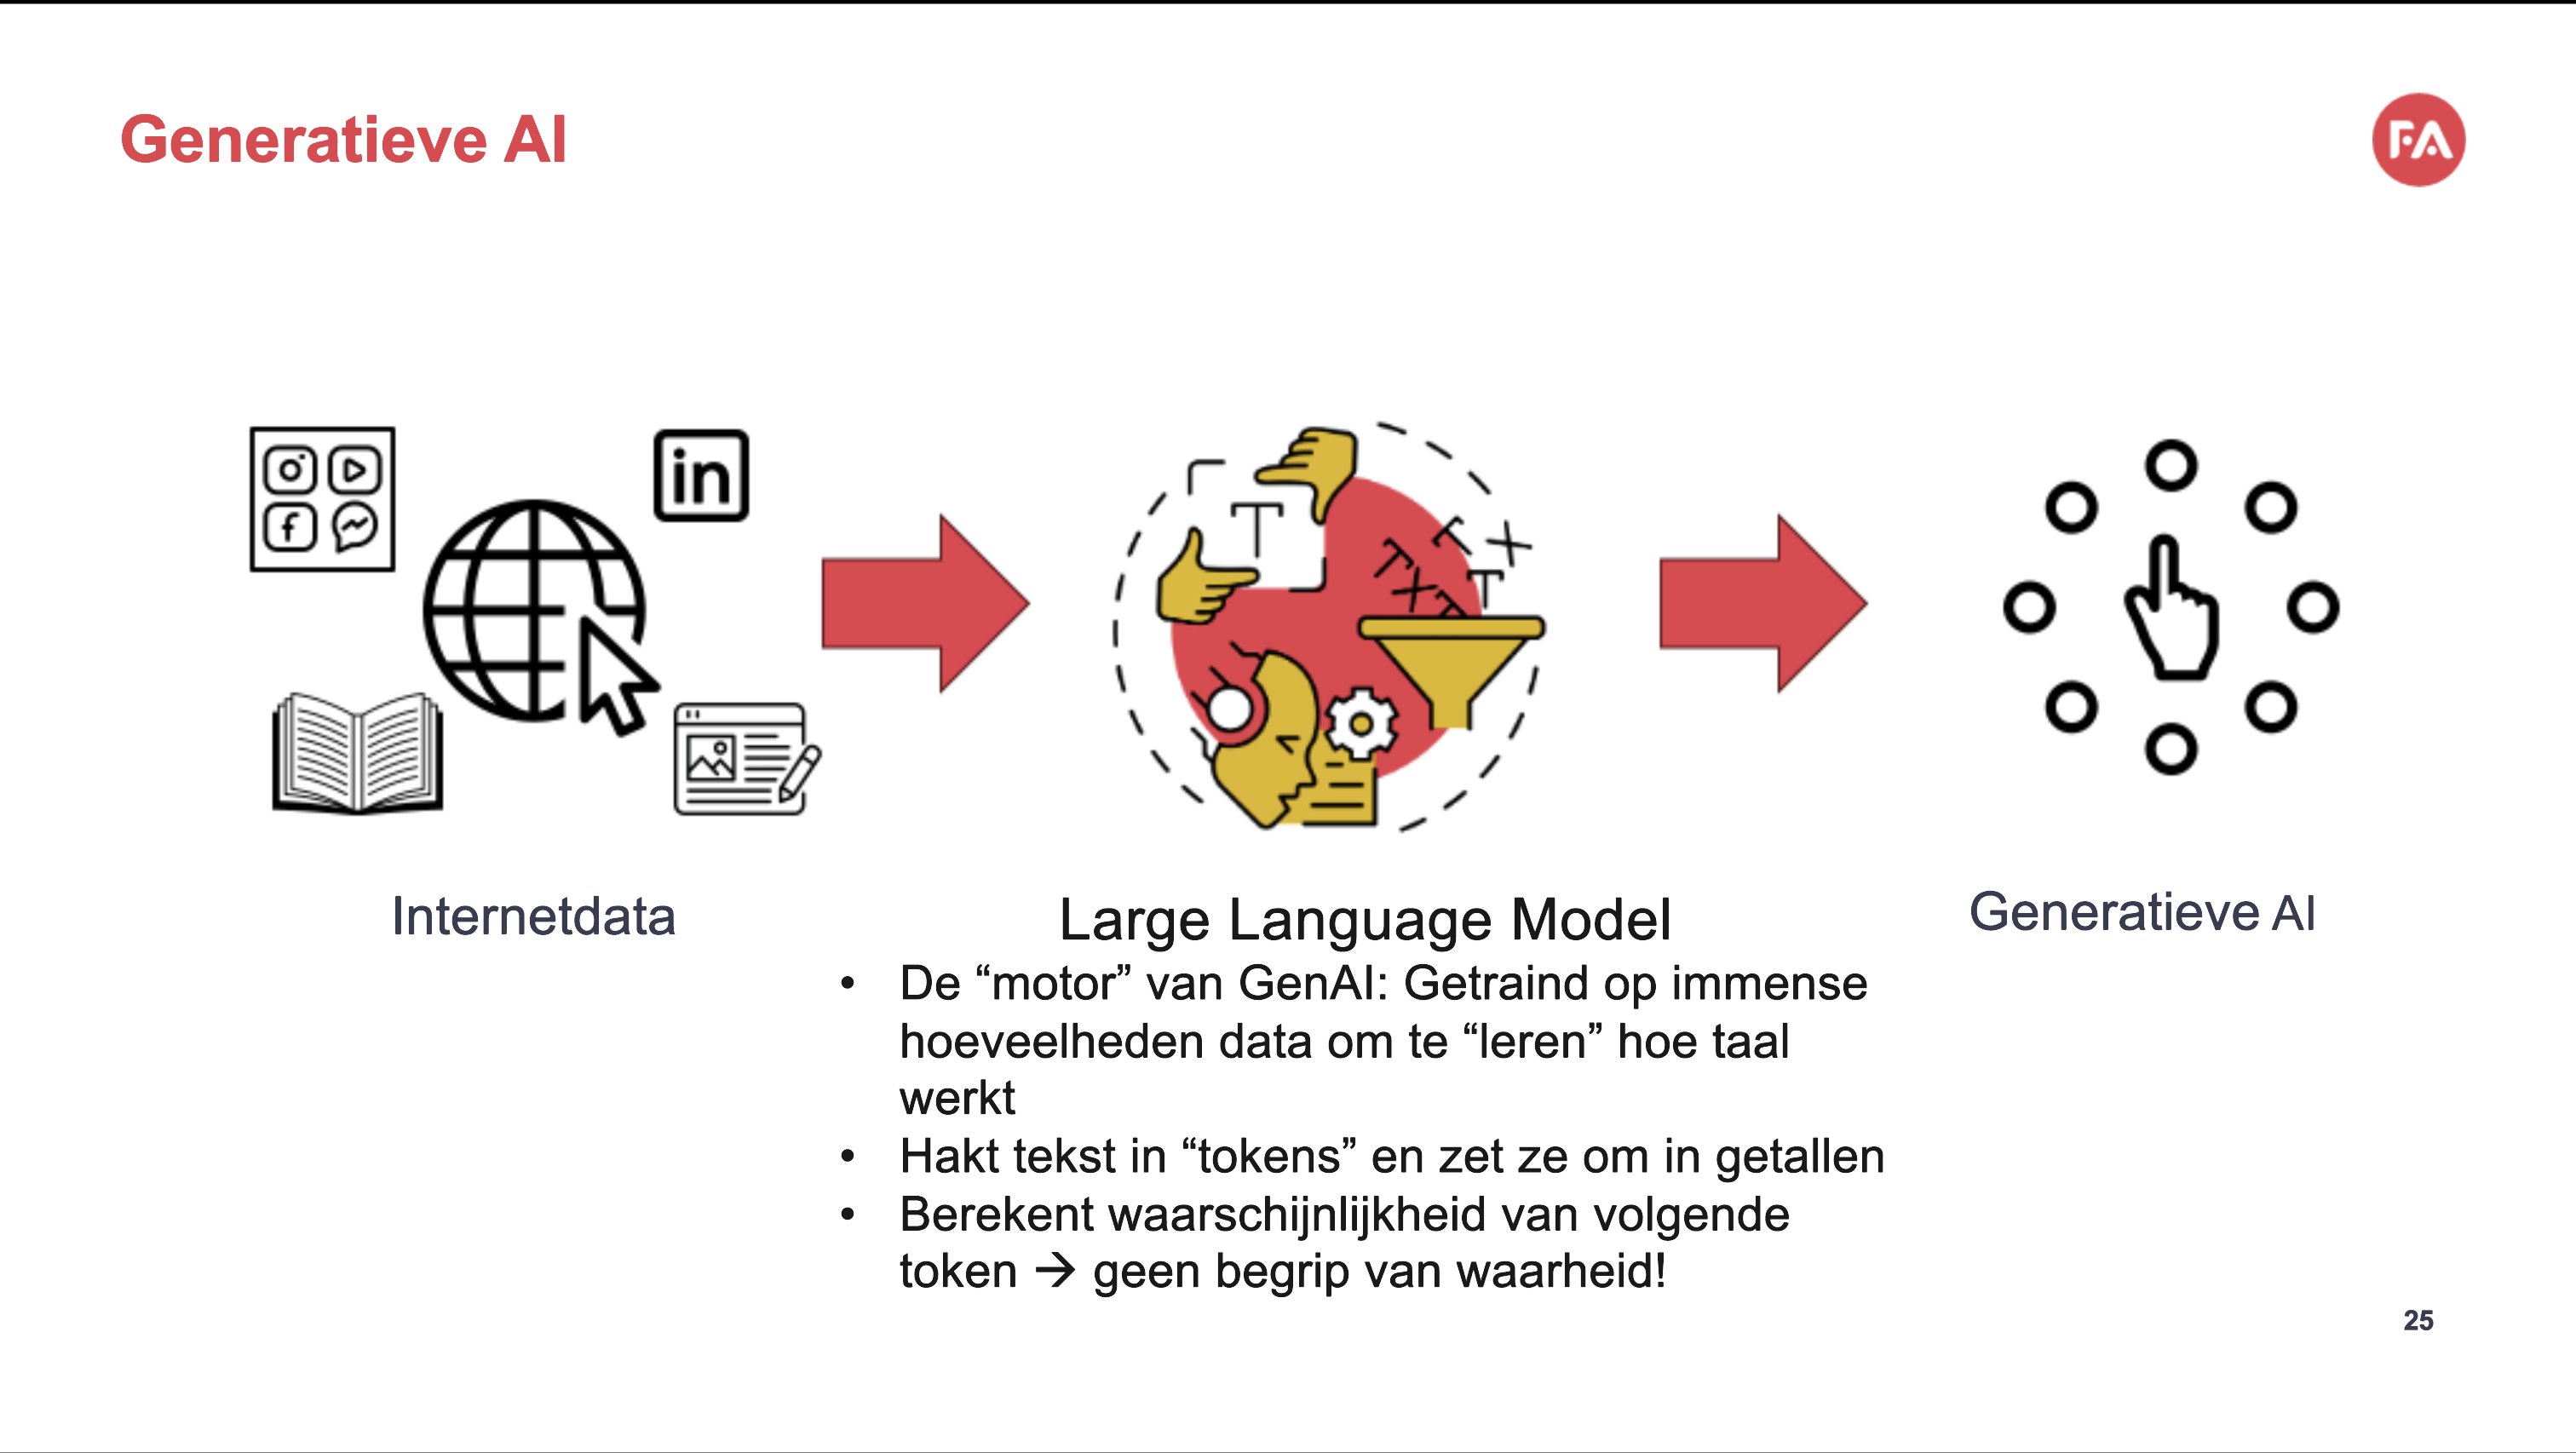 Generatieve AI
FA
in
T
TXT
T X
T
Internetdata
Large Language Model
Generatieve AI
• De “motor” van GenAI: Getraind op immense
hoeveelheden data om te “leren” hoe taal
werkt
• Hakt tekst in “tokens” en zet ze om in getallen
• Berekent waarschijnlijkheid van volgende
token → geen begrip van waarheid!
25